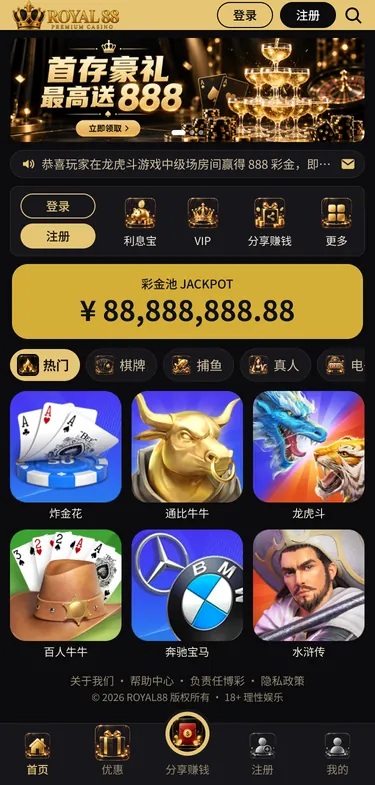 ROYAL 88
PREMIUM CASINO
登录
注册
首存豪礼
最高送888
立即领取 >
恭喜玩家在龙虎斗游戏中级场房间赢得 888 彩金，即…
登录
注册
利息宝
VIP
分享赚钱
更多
彩金池 JACKPOT
¥ 88,888,888.88
热门
棋牌
捕鱼
真人
电
A
A
A
炸金花
通比牛牛
龙虎斗
3
2
2
A
A
百人牛牛
BMW
奔驰宝马
水浒传
关于我们 · 帮助中心 · 负责任博彩 · 隐私政策
© 2026 ROYAL88 版权所有 · 18+ 理性娱乐
首页
优惠
分享赚钱
注册
我的